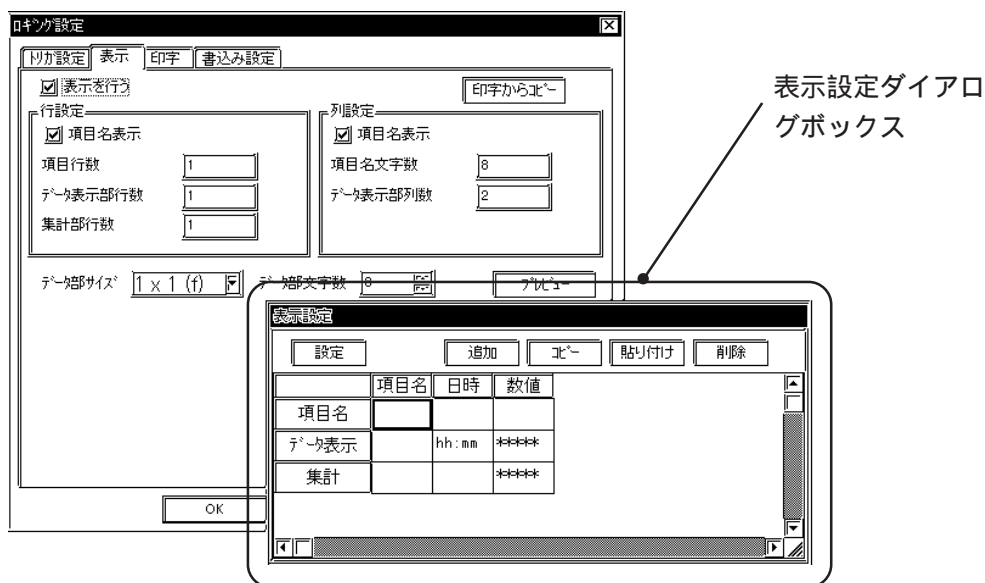 ﾛｷﾞﾝｸﾞ設定
ﾄﾘｶﾞ設定 表示 印字 書込み設定
表示を行う
印字からｺﾋﾟｰ
行設定
項目名表示
項目行数 1
ﾃﾞｰﾀ表示部行数 1
集計部行数 1
列設定
項目名表示
項目名文字数 8
ﾃﾞｰﾀ表示部列数 2
ﾃﾞｰﾀ部ｻｲｽﾞ 1 x 1 (f) ﾃﾞｰﾀ部文字数 8 ﾌﾟﾚﾋﾞｭｰ
OK
表示設定
設定 追加 ｺﾋﾟｰ 貼り付け 削除
項目名 日時 数値
項目名
ﾃﾞｰﾀ表示 hh:mm *****
集計 *****
表示設定ダイアロ
グボックス